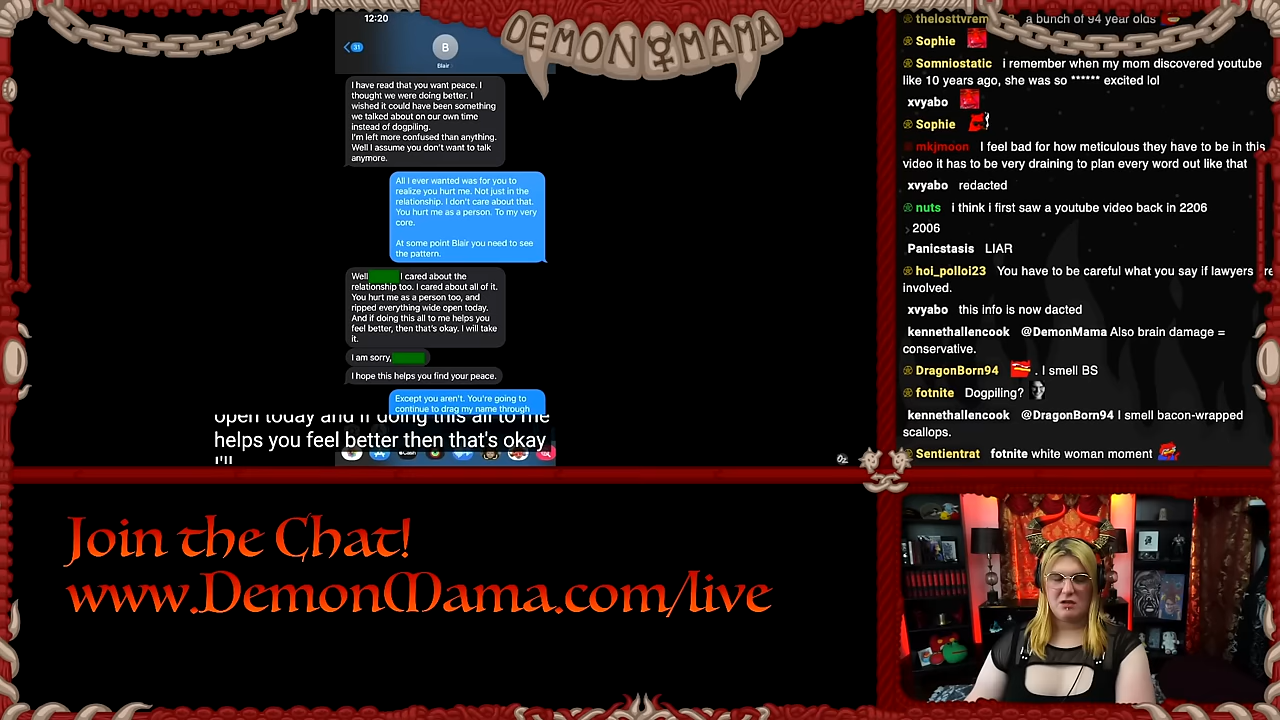 DEMON MAMA
12:20
31
B
Blair
I have read that you want peace. I
thought we were doing better. I
wished it could have been something
we talked about on our own time
instead of dogpiling.
I'm left more confused than anything.
Well I assume you don't want to talk
anymore.
All I ever wanted was for you to
realize you hurt me. Not just in the
relationship. I don't care about that.
You hurt me as a person. To my very
core.
At some point Blair you need to see
the pattern.
Well I cared about the
relationship too. I cared about all of it.
You hurt me as a person too, and
ripped everything wide open today.
And if doing this all to me helps you
feel better, then that's okay. I will take
it.
I am sorry,
I hope this helps you find your peace.
Except you aren't. You're going to
continue to drag my name through
open today and if doing this all to me
helps you feel better then that's okay
I'll
thelosttvrem a bunch of 94 year olds
Sophie
Somniostatic i remember when my mom discovered youtube
like 10 years ago, she was so ****** excited lol
xvyabo
Sophie
mkjmoon I feel bad for how meticulous they have to be in this
video it has to be very draining to plan every word out like that
xvyabo redacted
nuts i think i first saw a youtube video back in 2206
2006
Panicstasis LIAR
hoi_polloi23 You have to be careful what you say if lawyers
involved.
xvyabo this info is now dacted
kennethallencook @DemonMama Also brain damage =
conservative.
DragonBorn94 . I smell BS
fotnite Dogpiling?
kennethallencook @DragonBorn94 I smell bacon-wrapped
scallops.
Sentientrat fotnite white woman moment
Join the Chat!
www.DemonMama.com/live